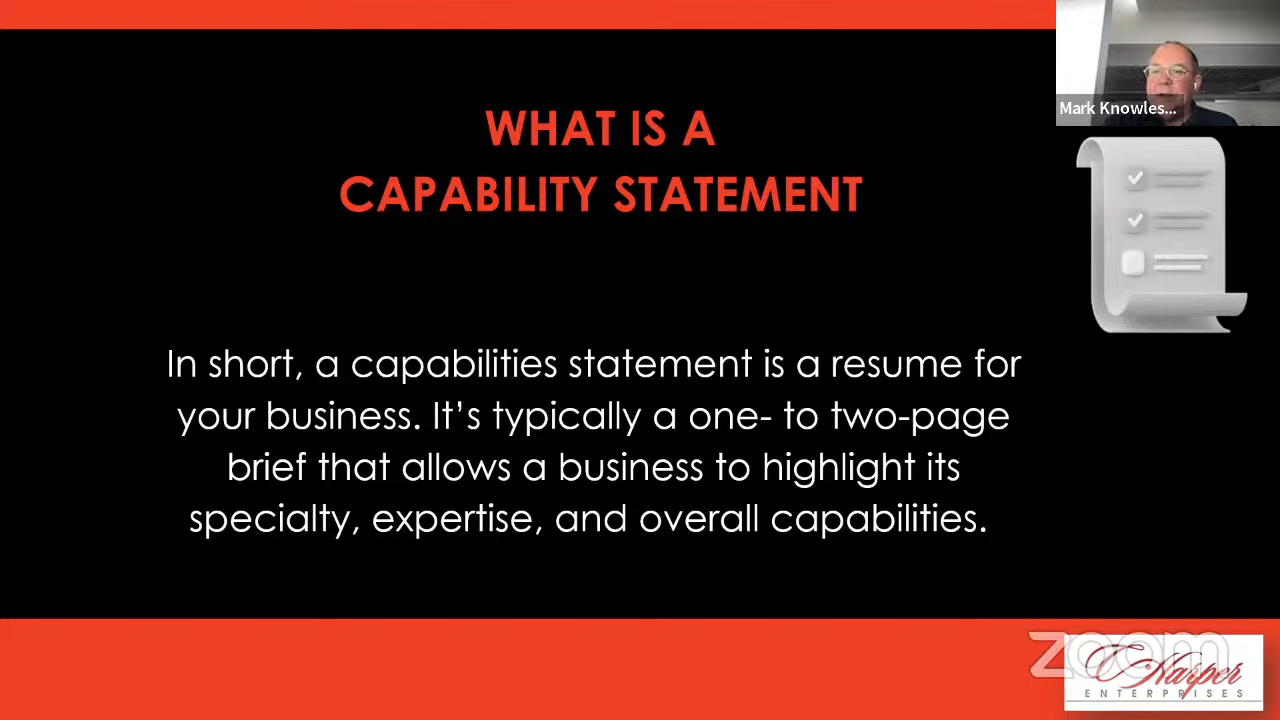 WHAT IS A
CAPABILITY STATEMENT
Mark Knowles...
In short, a capabilities statement is a resume for
your business. It's typically a one- to two-page
brief that allows a business to highlight its
specialty, expertise, and overall capabilities.
zoom
CHarper
ENTERPRISES